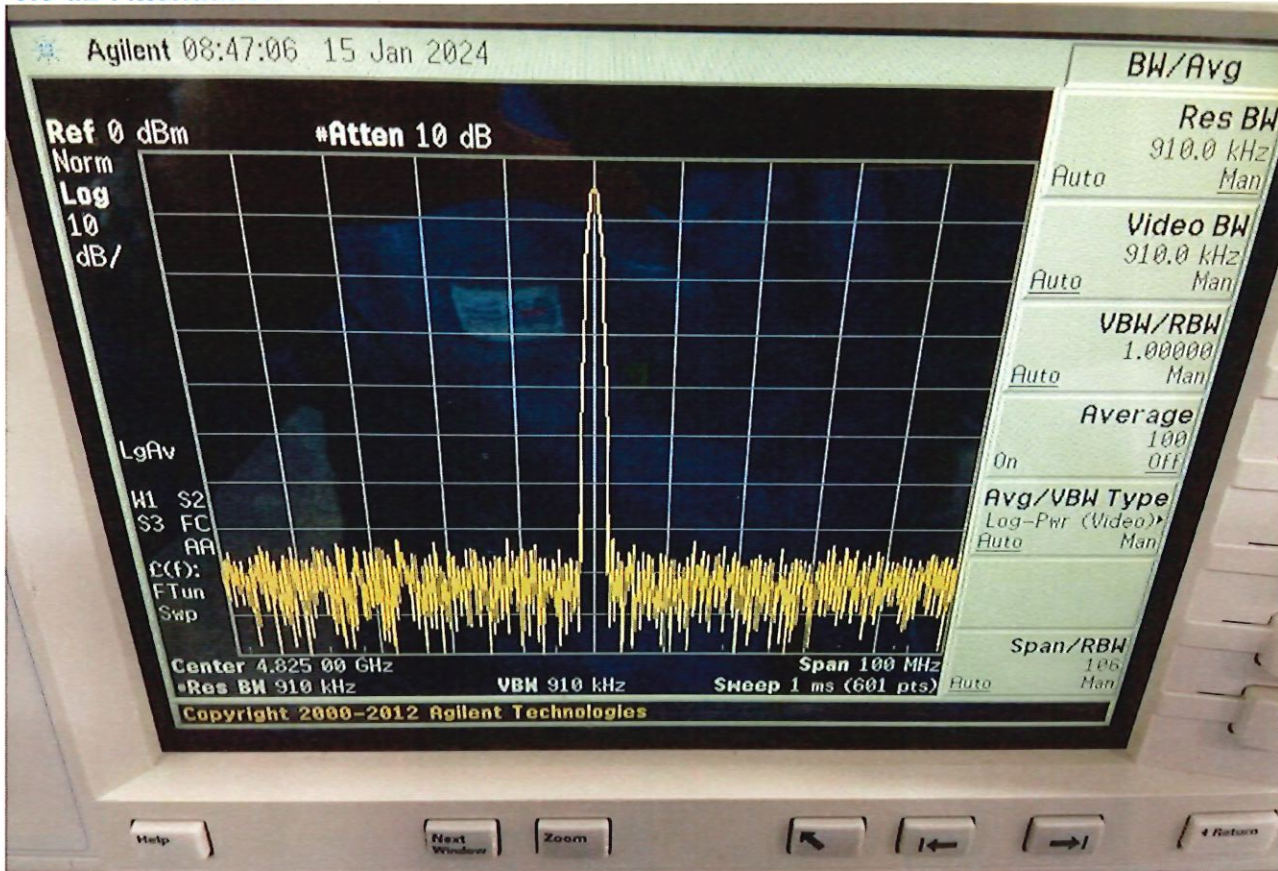 Agilent 08:47:06 15 Jan 2024
BW/Avg
Ref 0 dBm #Atten 10 dB
Norm
Log
10
dB/
LgAv
W1 S2
S3 FC
AA
£(f):
FTun
Swp
Center 4.825 00 GHz Span 100 MHz
#Res BW 910 kHz VBW 910 kHz Sweep 1 ms (601 pts)
Copyright 2000-2012 Agilent Technologies
Res BW
910.0 kHz
Auto Man
Video BW
910.0 kHz
Auto Man
VBW/RBW
1.00000
Auto Man
Average
100
On Off
Avg/VBW Type
Log-Pwr (Video)
Auto Man
Span/RBW
106
Auto Man
Help
Next
Window
Zoom
Return